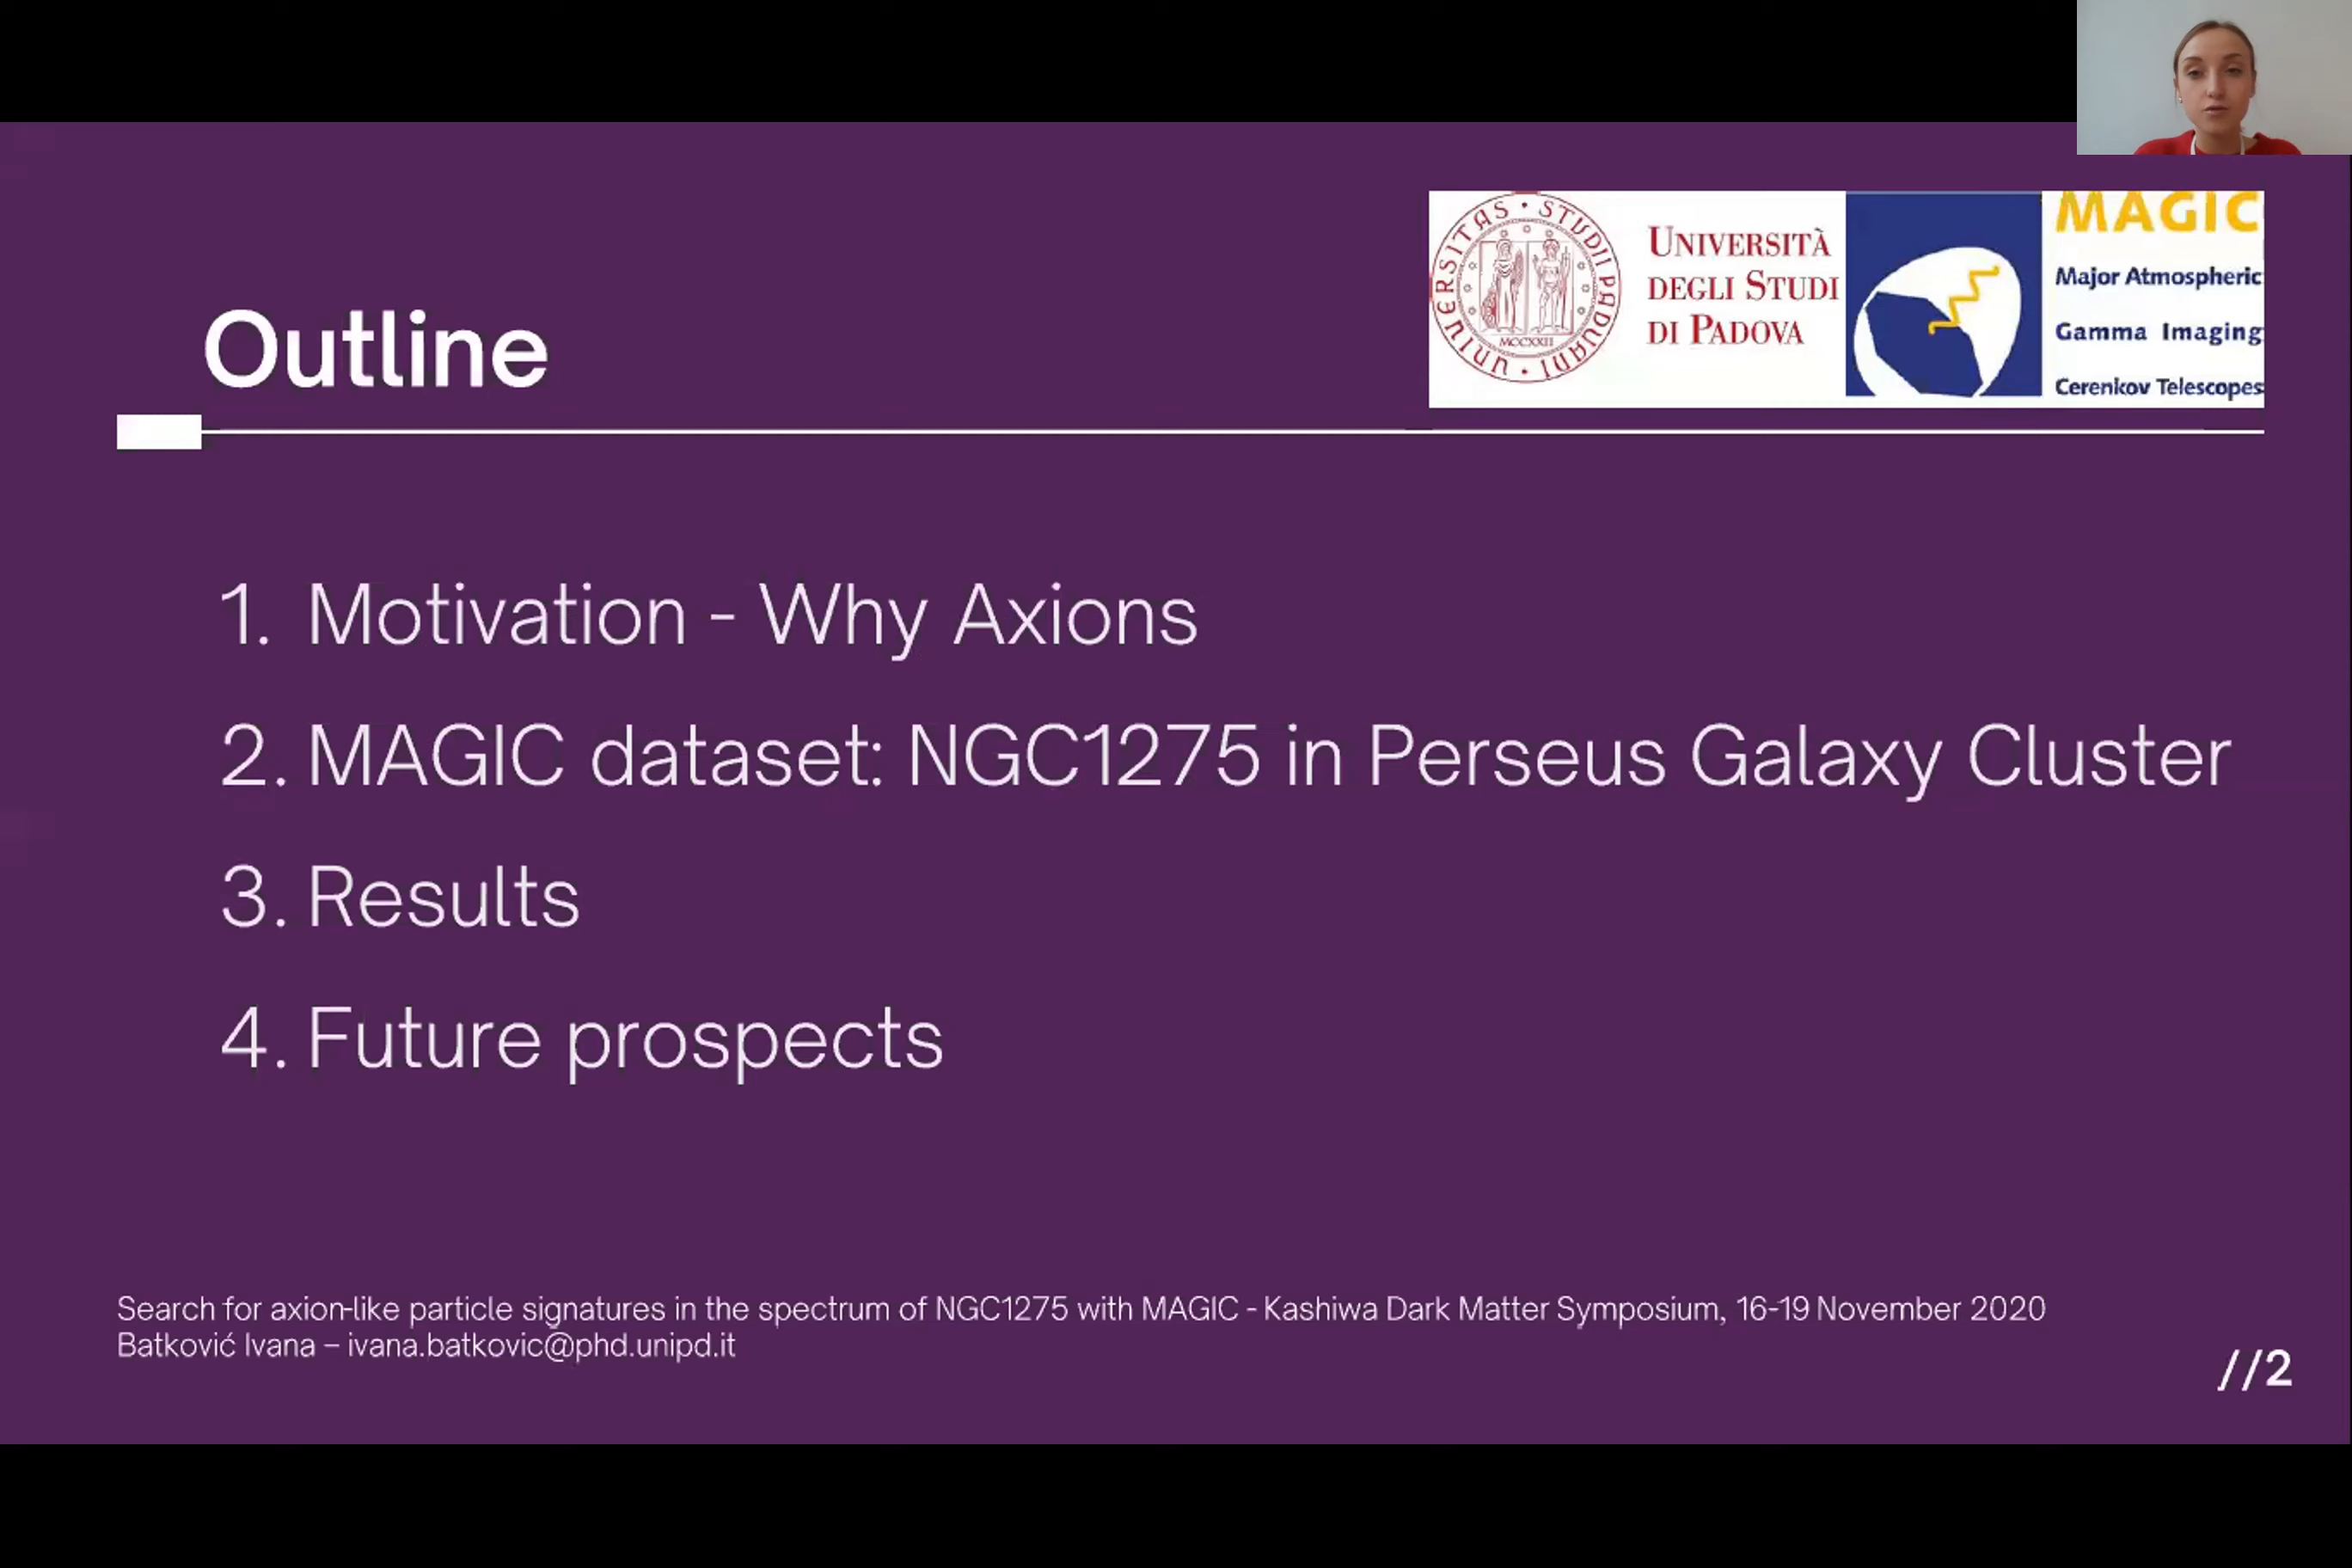 UNIVERSITAS STUDII PADUANI
MCCXXII
UNIVERSITÀ
DEGLI STUDI
DI PADOVA
MAGIC
Major Atmospheric
Gamma Imaging
Cerenkov Telescopes
Outline
1. Motivation - Why Axions
2. MAGIC dataset: NGC1275 in Perseus Galaxy Cluster
3. Results
4. Future prospects
Search for axion-like particle signatures in the spectrum of NGC1275 with MAGIC - Kashiwa Dark Matter Symposium, 16-19 November 2020
Batković Ivana – ivana.batkovic@phd.unipd.it
//2